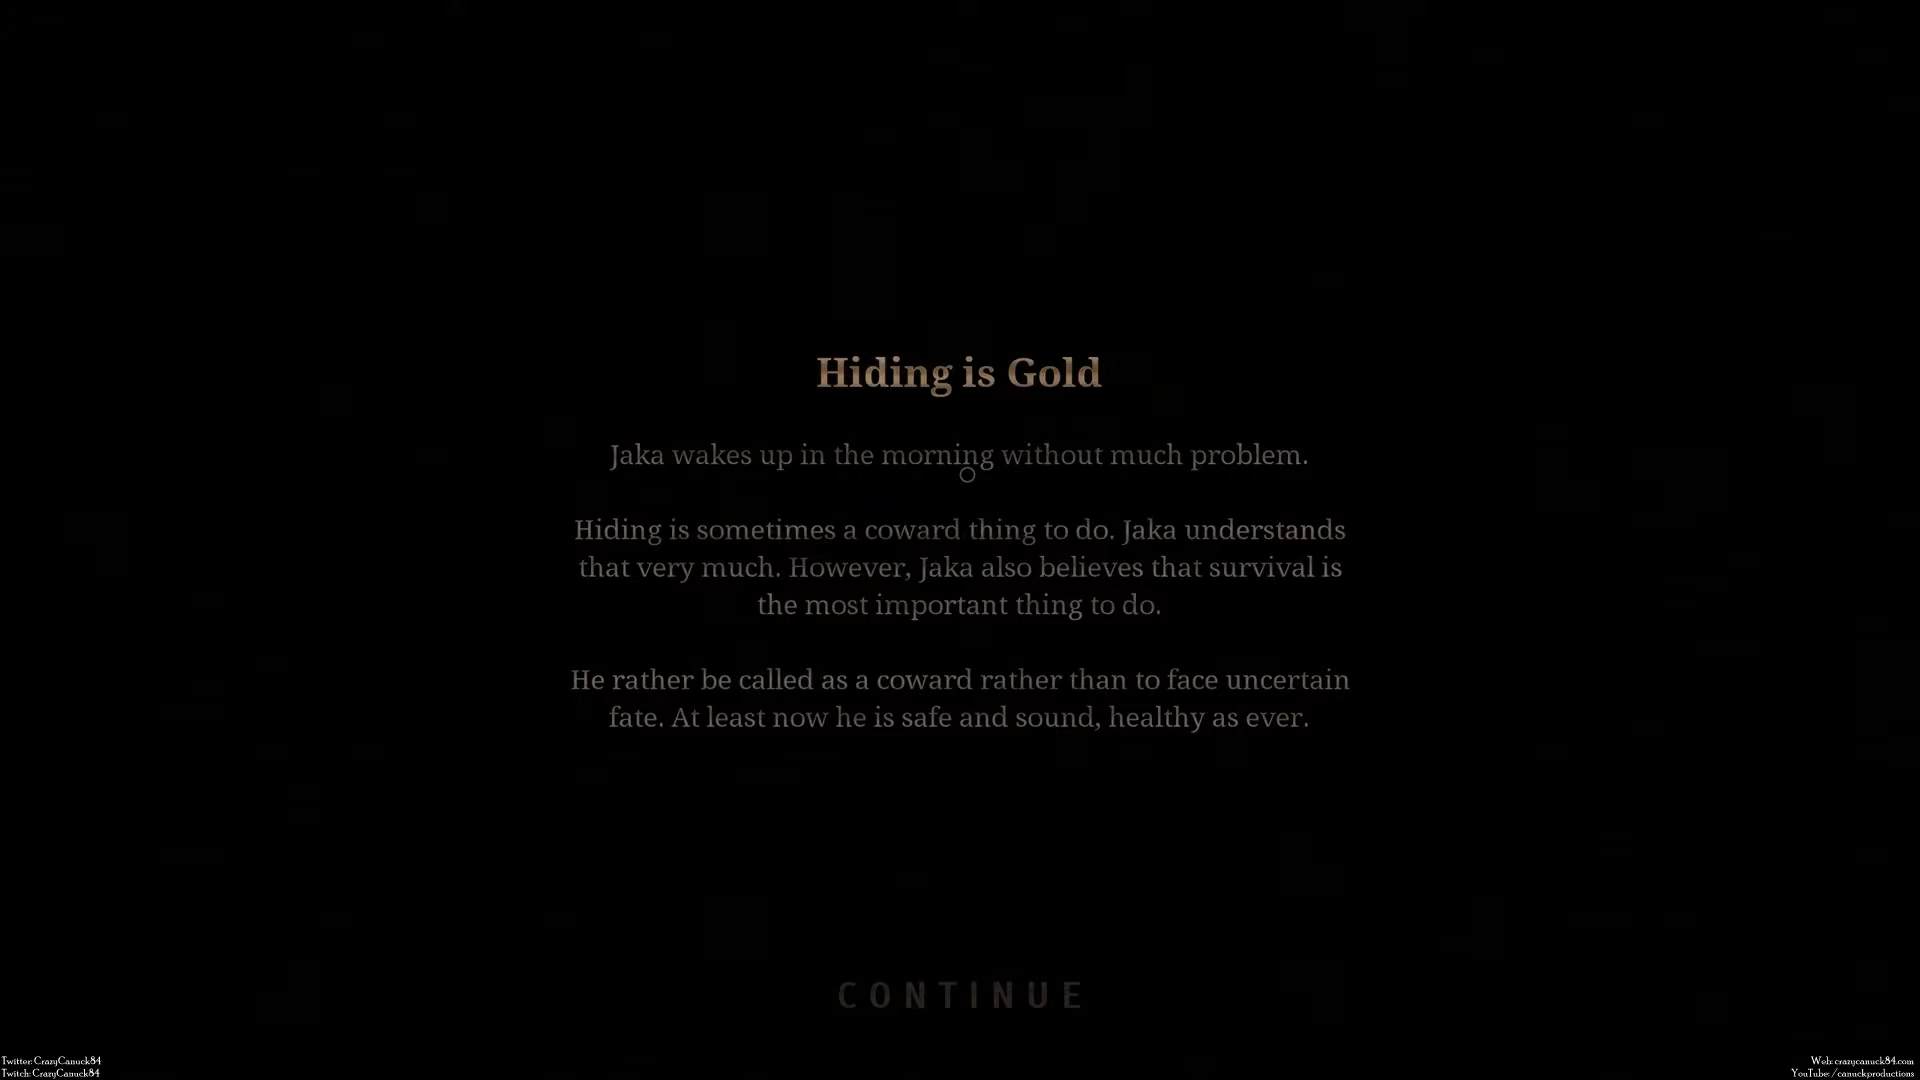 Hiding is Gold
Jaka wakes up in the morning without much problem.
Hiding is sometimes a coward thing to do. Jaka understands
that very much. However, Jaka also believes that survival is
the most important thing to do.
He rather be called as a coward rather than to face uncertain
fate. At least now he is safe and sound, healthy as ever.
CONTINUE
Twitter: CrazyCanuck84
Twitch: CrazyCanuck84
Web: crazycanuck84.com
YouTube: /canuckproductions